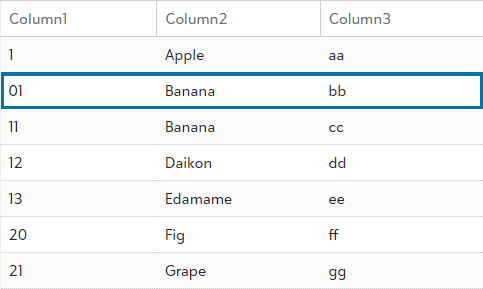 Column1 Column2 Column3
1 Apple aa
01 Banana bb
11 Banana cc
12 Daikon dd
13 Edamame ee
20 Fig ff
21 Grape gg